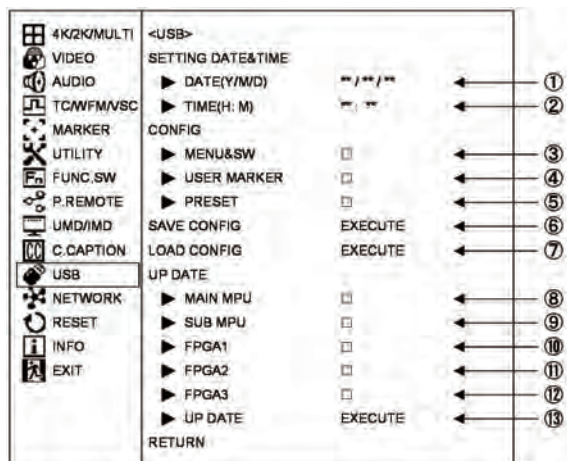 4K/2K/MULTI
VIDEO
AUDIO
TC/WFM/VSC
MARKER
UTILITY
Fn FUNC.SW
P.REMOTE
UMD/IMD
CC C.CAPTION
USB
NETWORK
RESET
i INFO
EXIT
<USB>
SETTING DATE&TIME
▶ DATE(Y/M/D) ** / ** / ** ①
▶ TIME(H: M) ** : ** ②
CONFIG
▶ MENU&SW □ ③
▶ USER MARKER □ ④
▶ PRESET □ ⑤
SAVE CONFIG EXECUTE ⑥
LOAD CONFIG EXECUTE ⑦
UP DATE
▶ MAIN MPU □ ⑧
▶ SUB MPU □ ⑨
▶ FPGA1 □ ⑩
▶ FPGA2 □ ⑪
▶ FPGA3 □ ⑫
▶ UP DATE EXECUTE ⑬
RETURN